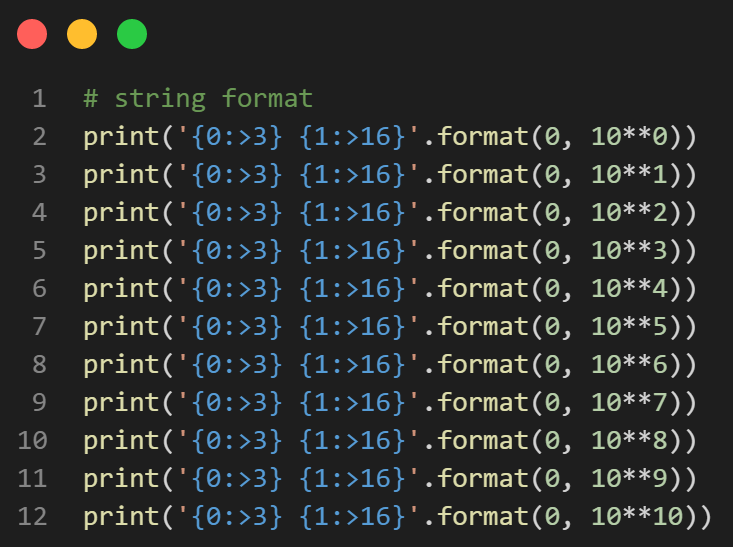 1 # string format
2 print('{0:>3} {1:>16}'.format(0, 10**0))
3 print('{0:>3} {1:>16}'.format(0, 10**1))
4 print('{0:>3} {1:>16}'.format(0, 10**2))
5 print('{0:>3} {1:>16}'.format(0, 10**3))
6 print('{0:>3} {1:>16}'.format(0, 10**4))
7 print('{0:>3} {1:>16}'.format(0, 10**5))
8 print('{0:>3} {1:>16}'.format(0, 10**6))
9 print('{0:>3} {1:>16}'.format(0, 10**7))
10 print('{0:>3} {1:>16}'.format(0, 10**8))
11 print('{0:>3} {1:>16}'.format(0, 10**9))
12 print('{0:>3} {1:>16}'.format(0, 10**10))